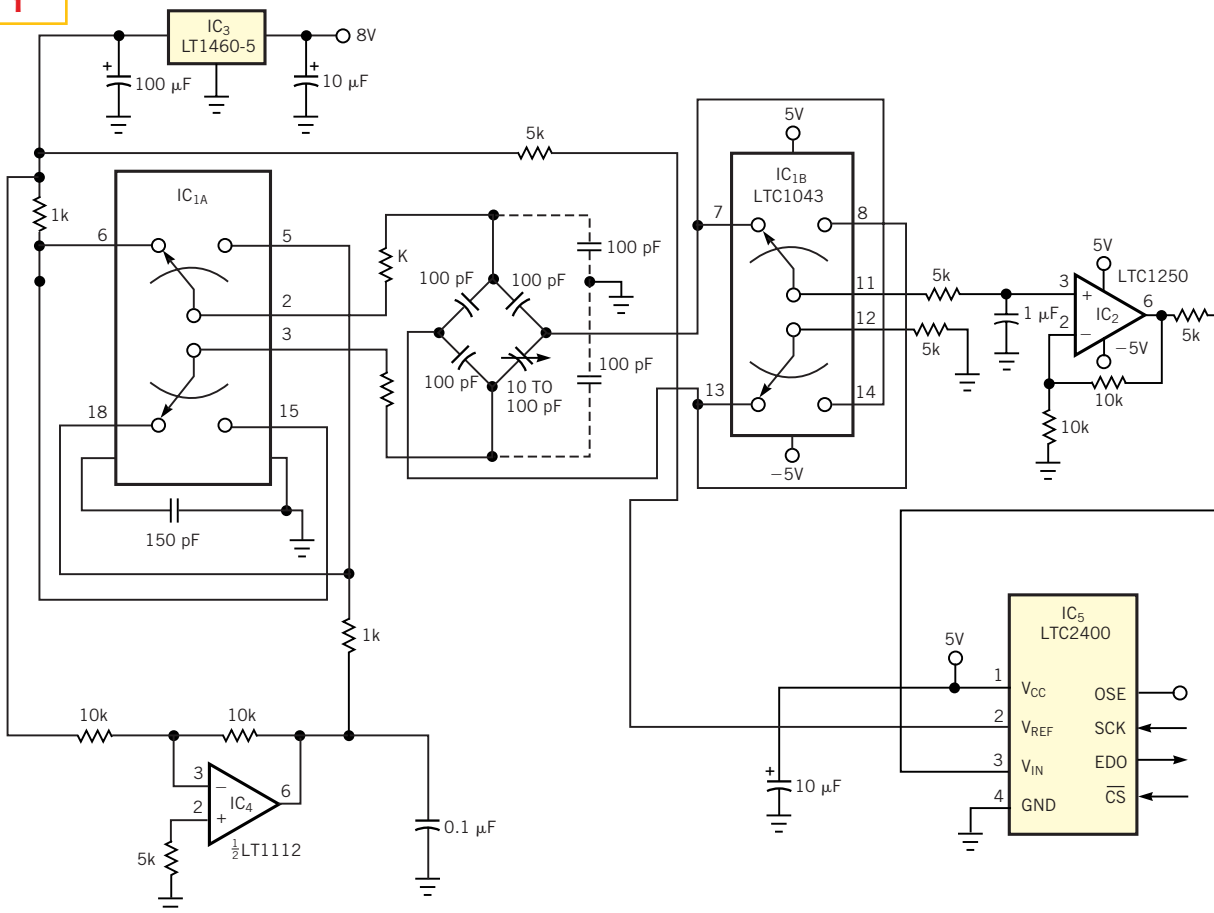 1
IC3
LT1460-5
8V
+
100 µF
+
10 µF
5k
1k
IC1A
6
5
2
3
18
15
150 pF
K
100 pF
100 pF
100 pF
10 TO
100 pF
100 pF
100 pF
5V
IC1B
LTC1043
7
8
11
12
13
14
−5V
5k
5k
1 µF
5V
LTC1250
3
+
IC2
2
−
6
−5V
5k
10k
10k
1k
10k
10k
3
−
IC4
2
+
6
½LT1112
5k
0.1 µF
IC5
LTC2400
5V
1
VCC
OSE
2
VREF
SCK
3
VIN
EDO
4
GND
C̅S̅
+
10 µF